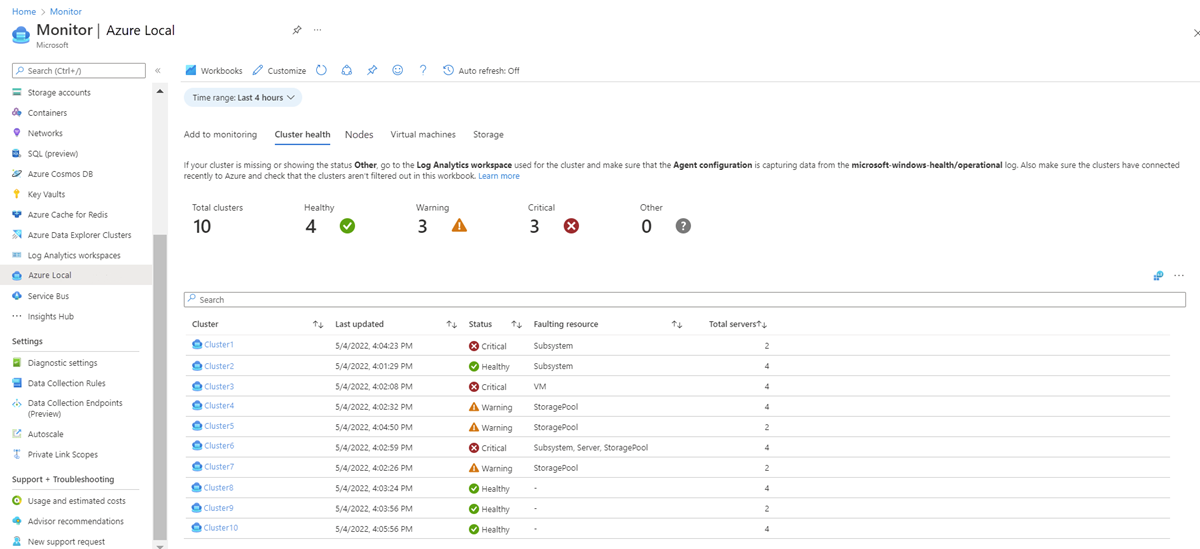 Home > Monitor
Monitor | Azure Local
Microsoft
Search (Ctrl+/)
Storage accounts
Containers
Networks
SQL (preview)
Azure Cosmos DB
Key Vaults
Azure Cache for Redis
Azure Data Explorer Clusters
Log Analytics workspaces
Azure Local
Service Bus
Insights Hub
Settings
Diagnostic settings
Data Collection Rules
Data Collection Endpoints
(Preview)
Autoscale
Private Link Scopes
Support + Troubleshooting
Usage and estimated costs
Advisor recommendations
New support request
Workbooks Customize Auto refresh: Off
Time range: Last 4 hours
Add to monitoring Cluster health Nodes Virtual machines Storage
If your cluster is missing or showing the status Other, go to the Log Analytics workspace used for the cluster and make sure that the Agent configuration is capturing data from the microsoft-windows-health/operational log. Also make sure the clusters have connected
recently to Azure and check that the clusters aren't filtered out in this workbook. Learn more
Total clusters Healthy Warning Critical Other
10 4 3 3 0
Search
Cluster Last updated Status Faulting resource Total servers
Cluster1 5/4/2022, 4:04:23 PM Critical Subsystem 2
Cluster2 5/4/2022, 4:01:29 PM Healthy Subsystem 4
Cluster3 5/4/2022, 4:02:08 PM Critical VM 4
Cluster4 5/4/2022, 4:02:32 PM Warning StoragePool 4
Cluster5 5/4/2022, 4:04:50 PM Warning StoragePool 2
Cluster6 5/4/2022, 4:02:59 PM Critical Subsystem, Server, StoragePool 4
Cluster7 5/4/2022, 4:02:26 PM Warning StoragePool 2
Cluster8 5/4/2022, 4:03:24 PM Healthy - 4
Cluster9 5/4/2022, 4:03:56 PM Healthy - 2
Cluster10 5/4/2022, 4:05:56 PM Healthy - 4